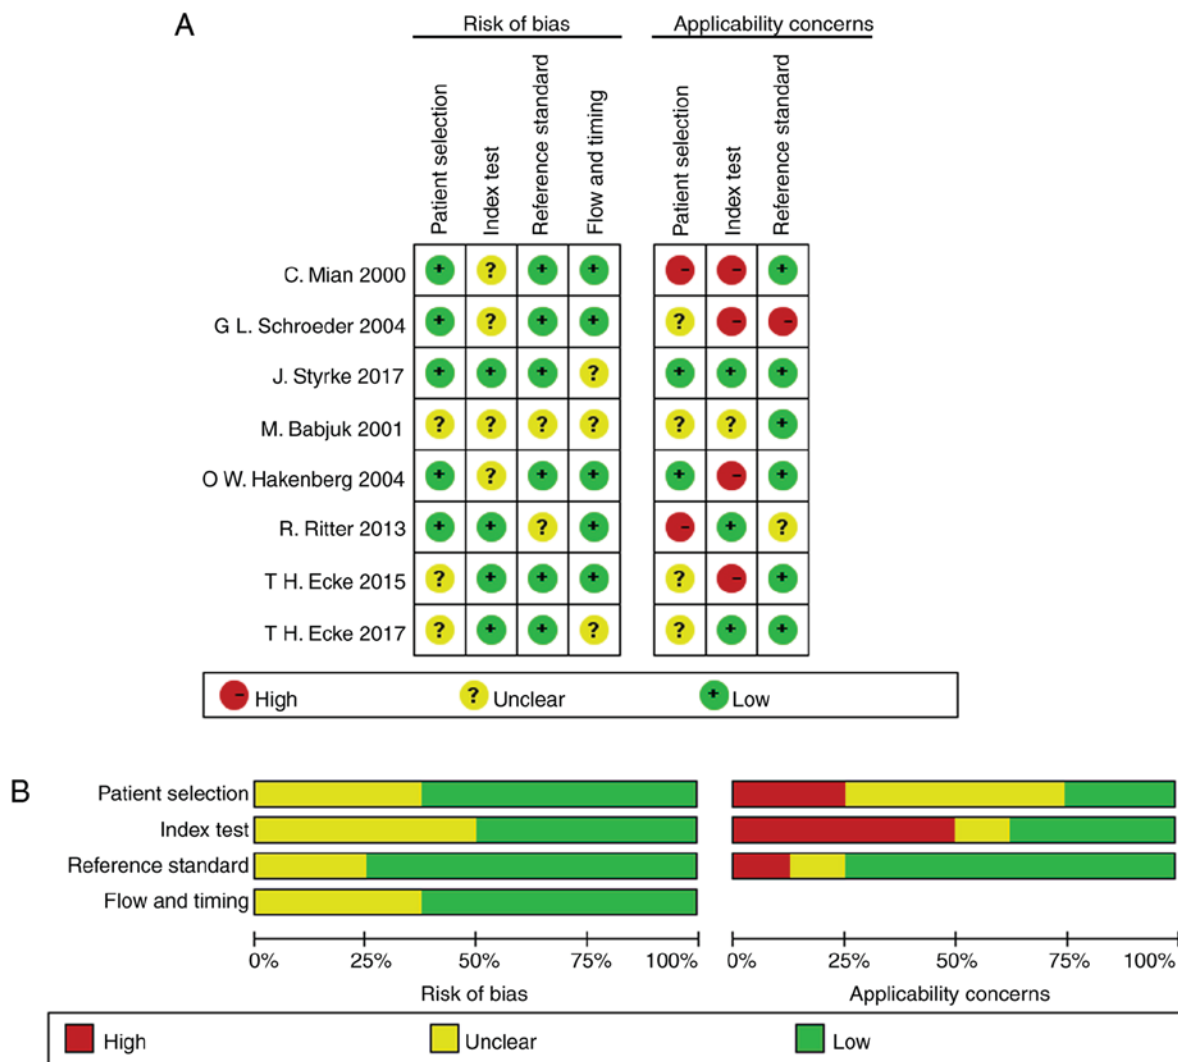 A
Risk of bias
Applicability concerns
Patient selection
Index test
Reference standard
Flow and timing
Patient selection
Index test
Reference standard
C. Mian 2000 + ? + + - - +
G L. Schroeder 2004 + ? + + ? - -
J. Styrke 2017 + + + ? + + +
M. Babjuk 2001 ? ? ? ? ? ? +
O W. Hakenberg 2004 + ? + + + - +
R. Ritter 2013 + + ? + - + ?
T H. Ecke 2015 ? + + + ? - +
T H. Ecke 2017 ? + + ? ? + +
- High ? Unclear + Low
B
Patient selection
Index test
Reference standard
Flow and timing
0% 25% 50% 75% 100%
0% 25% 50% 75% 100%
Risk of bias
Applicability concerns
High Unclear Low